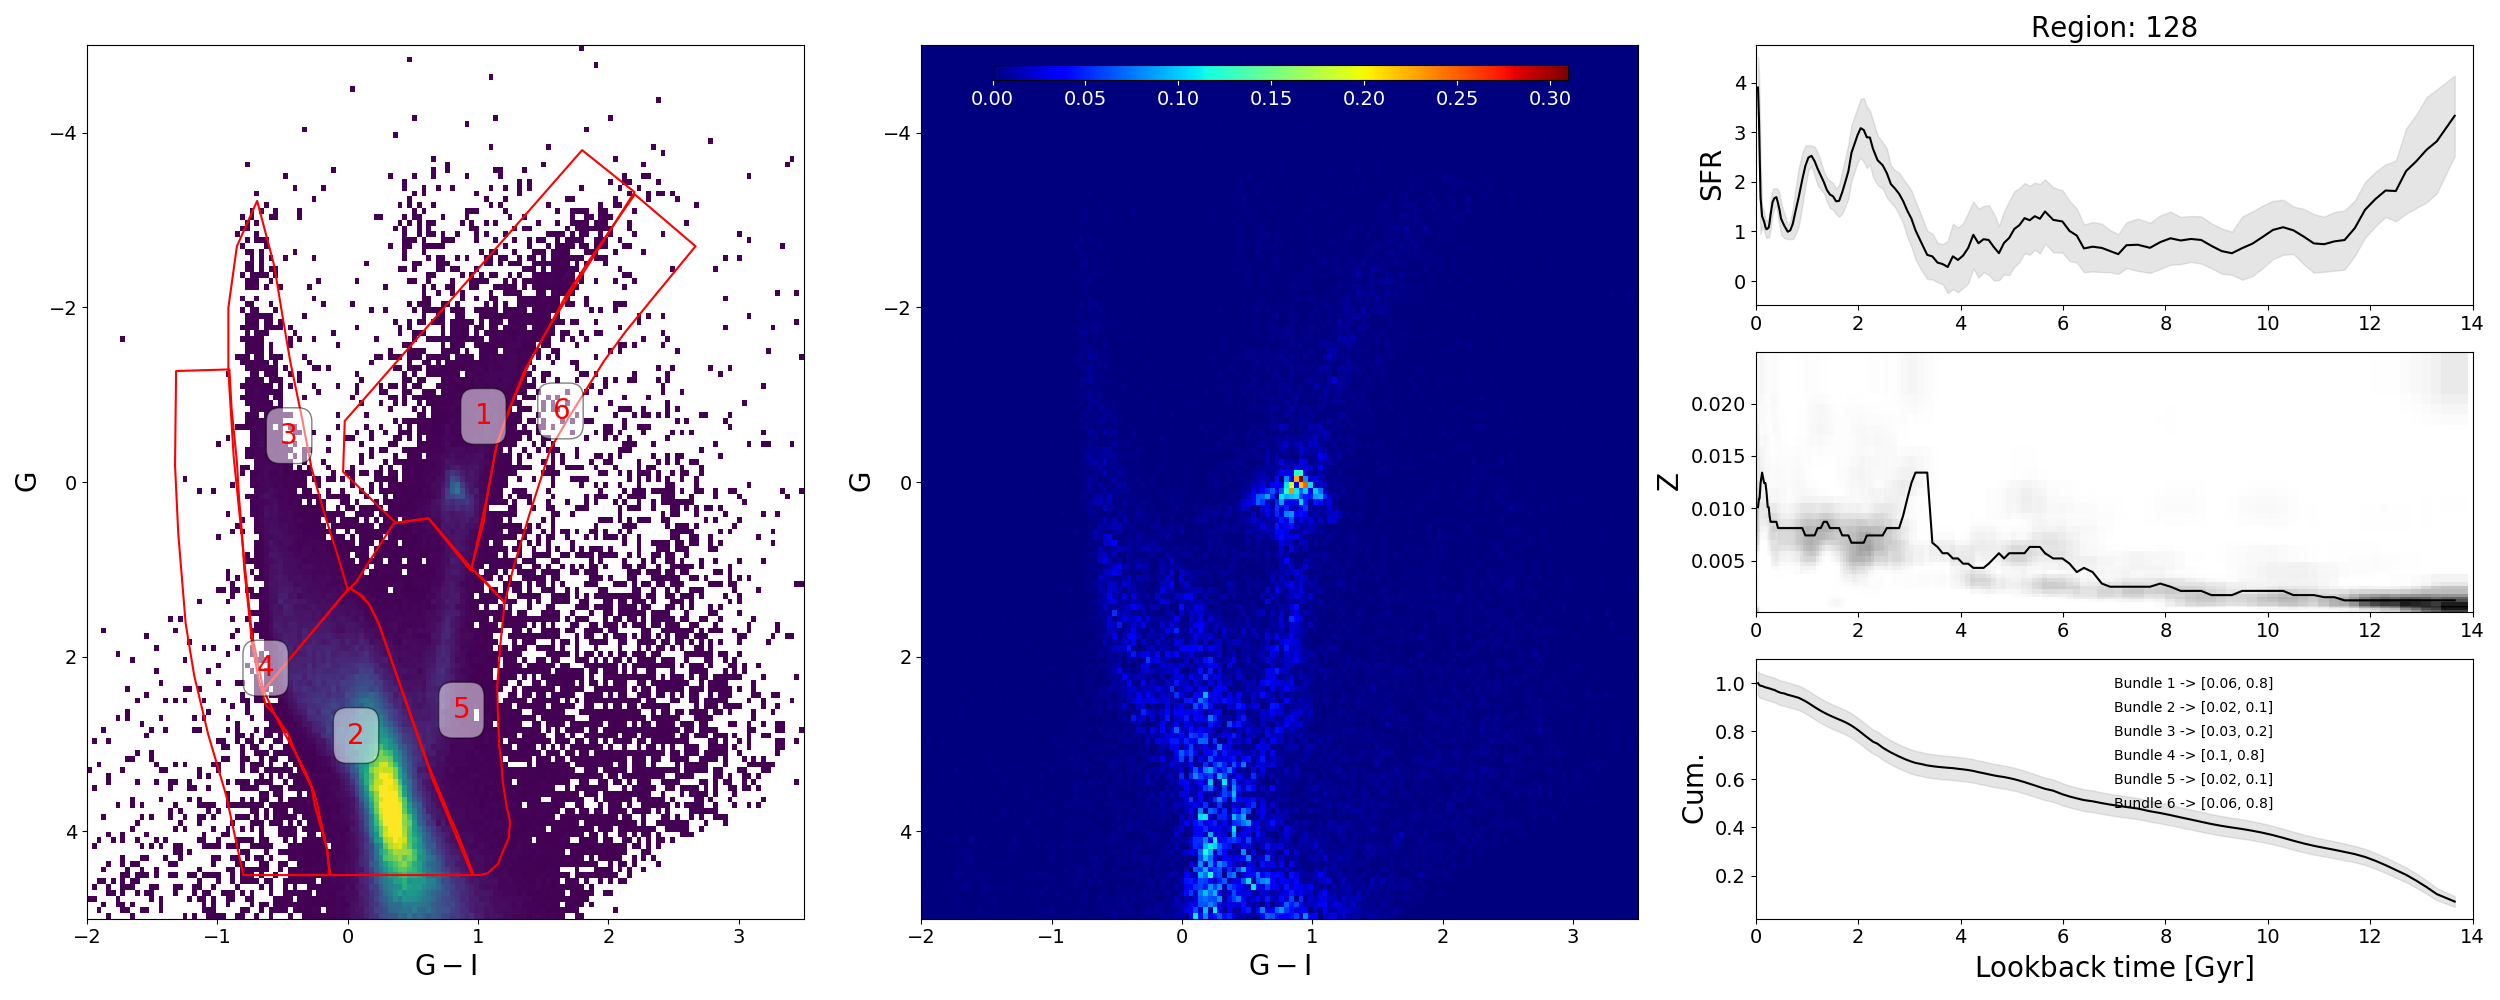 Region: 128
−4
−2
0
2
4
G
−2 −1 0 1 2 3
G − I
1
6
3
4
5
2
0.00 0.05 0.10 0.15 0.20 0.25 0.30
−4
−2
0
2
4
G
−2 −1 0 1 2 3
G − I
4
3
2
1
0
SFR
0 2 4 6 8 10 12 14
0.020
0.015
0.010
0.005
Z
0 2 4 6 8 10 12 14
1.0
0.8
0.6
0.4
0.2
Cum.
Bundle 1 -> [0.06, 0.8]
Bundle 2 -> [0.02, 0.1]
Bundle 3 -> [0.03, 0.2]
Bundle 4 -> [0.1, 0.8]
Bundle 5 -> [0.02, 0.1]
Bundle 6 -> [0.06, 0.8]
0 2 4 6 8 10 12 14
Lookback time [Gyr]